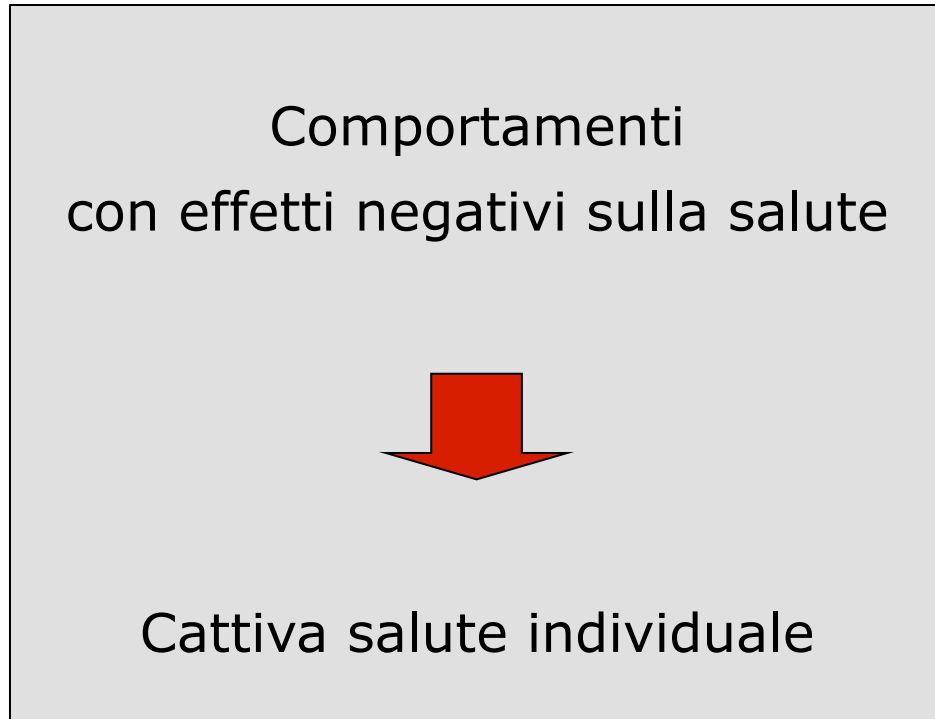 Comportamenti
con effetti negativi sulla salute
Cattiva salute individuale